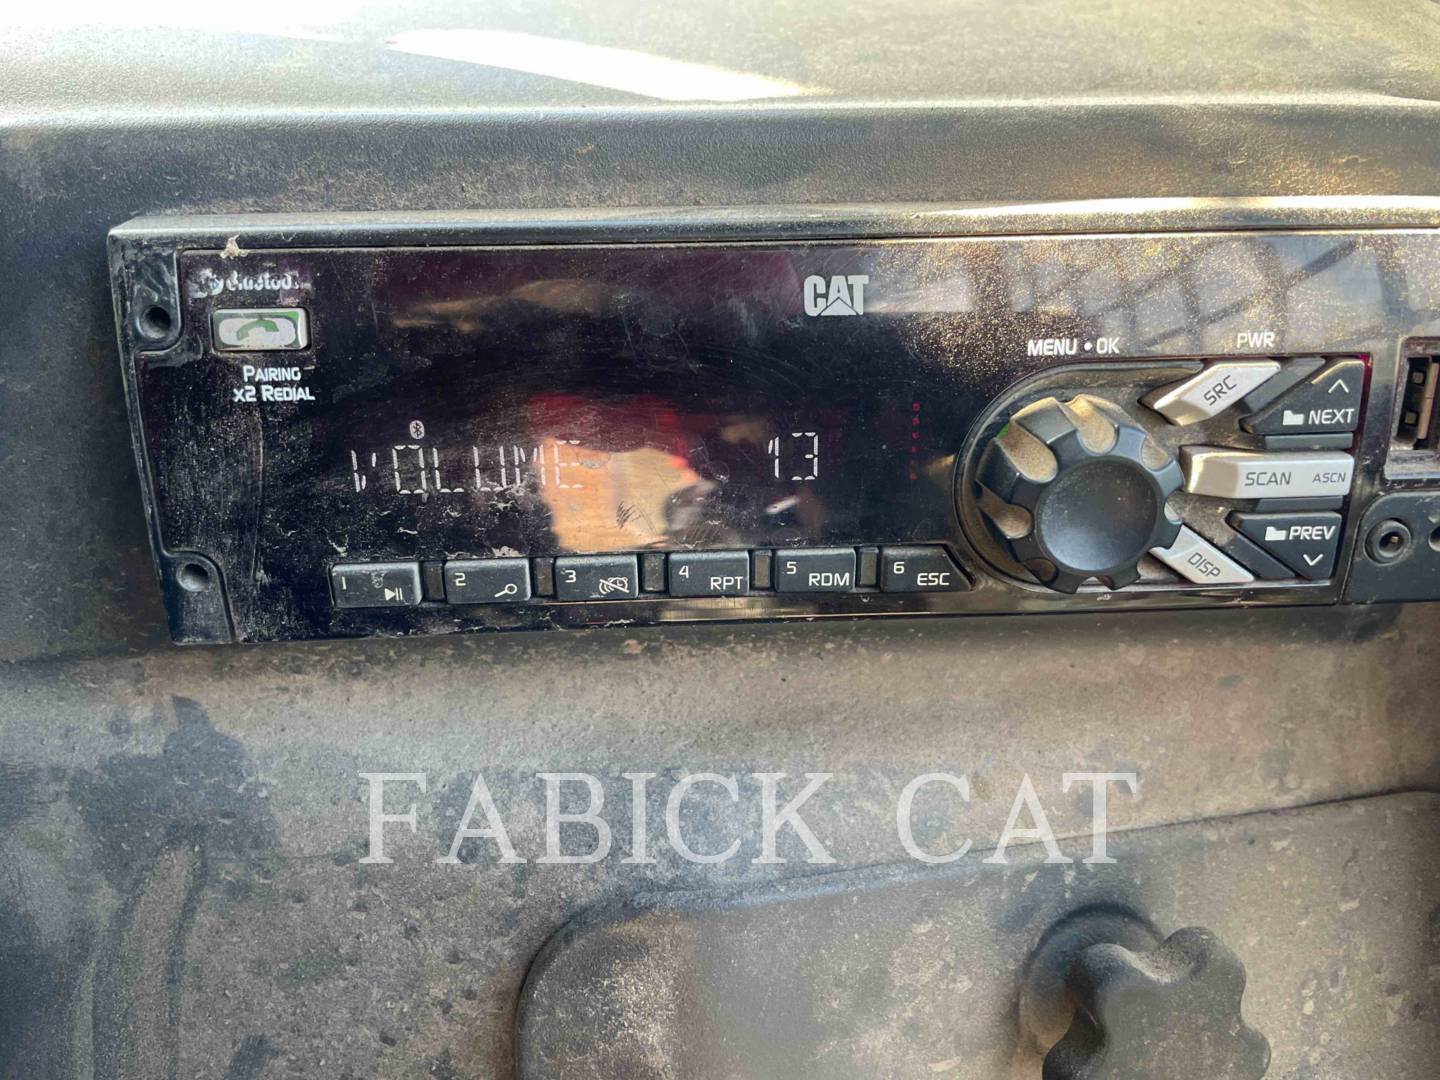 Bluetooth
CAT
PAIRING
X2 REDIAL
MENU • OK
PWR
SRC
NEXT
SCAN ASCN
PREV
DISP
VOLUME 13
1
2
3
4 RPT
5 RDM
6 ESC
FABICK CAT